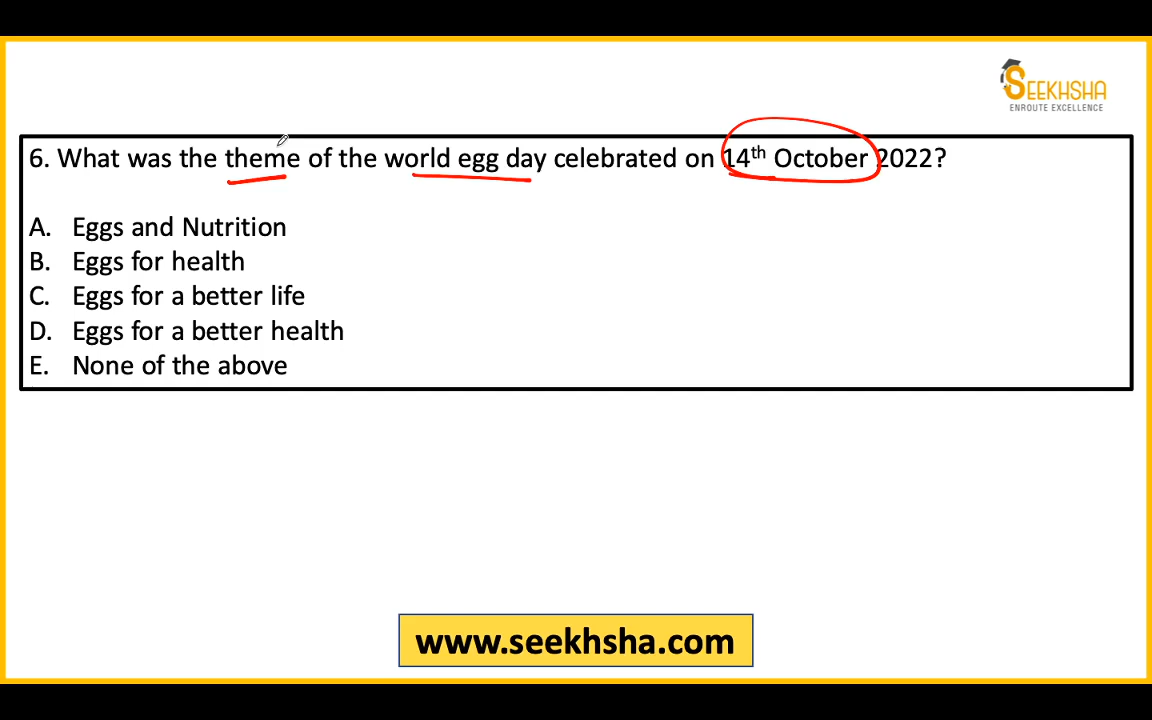 SEEKHSHA
ENROUTE EXCELLENCE
6. What was the theme of the world egg day celebrated on 14th October 2022?
A. Eggs and Nutrition
B. Eggs for health
C. Eggs for a better life
D. Eggs for a better health
E. None of the above
www.seekhsha.com